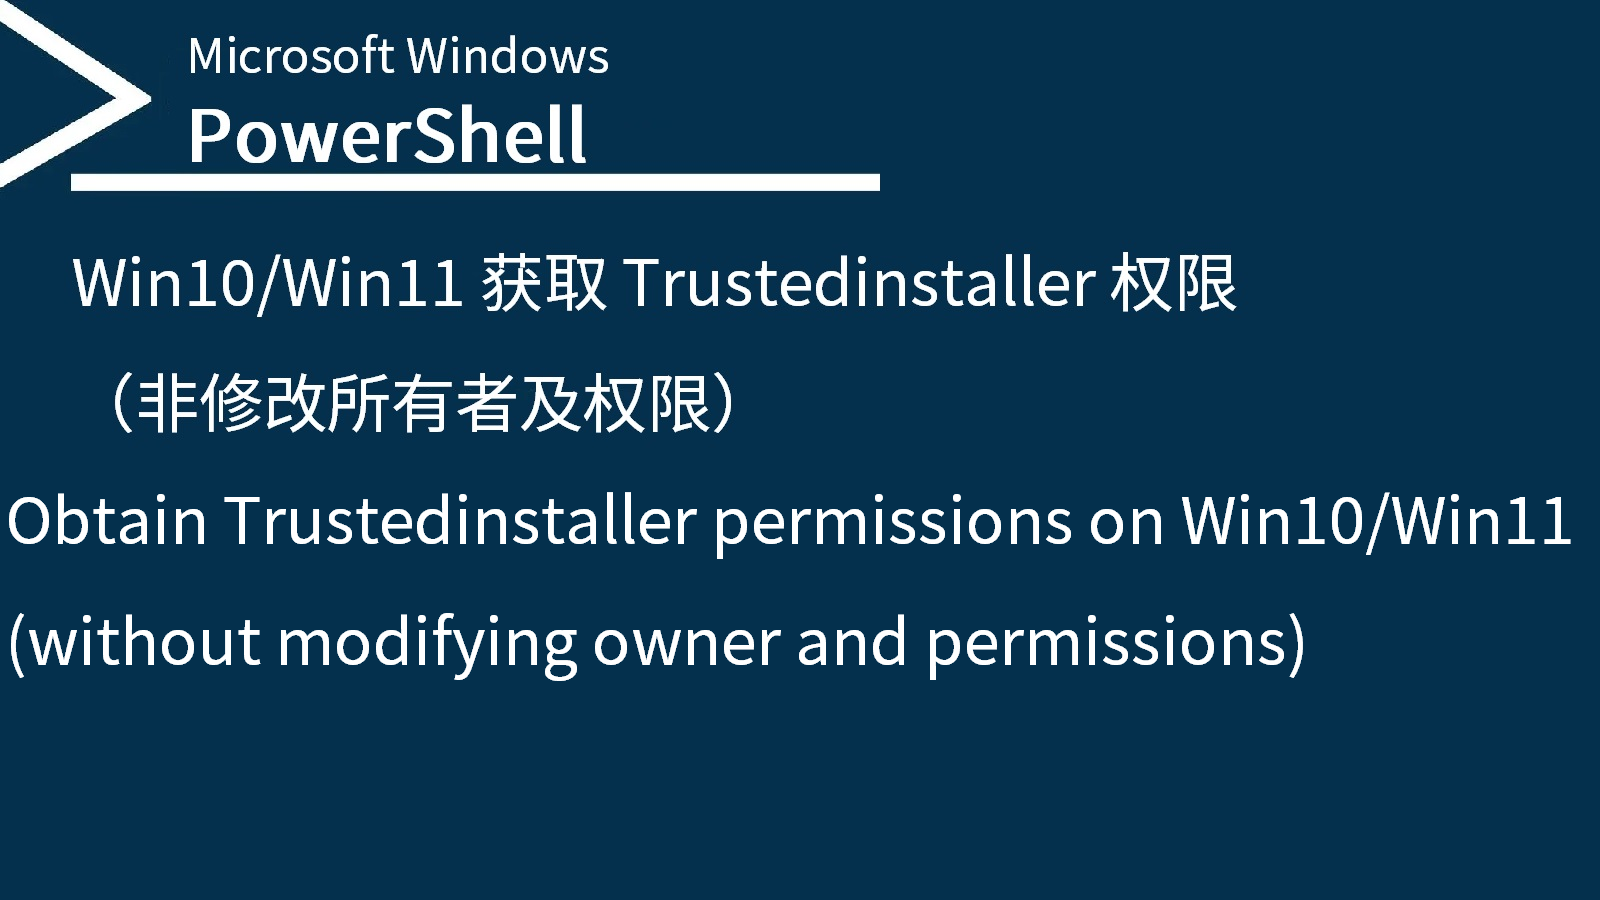 Microsoft Windows
PowerShell
Win10/Win11 获取 Trustedinstaller 权限
（非修改所有者及权限）
Obtain Trustedinstaller permissions on Win10/Win11
(without modifying owner and permissions)